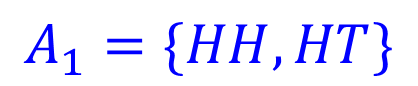 A₁ = {HH, HT}